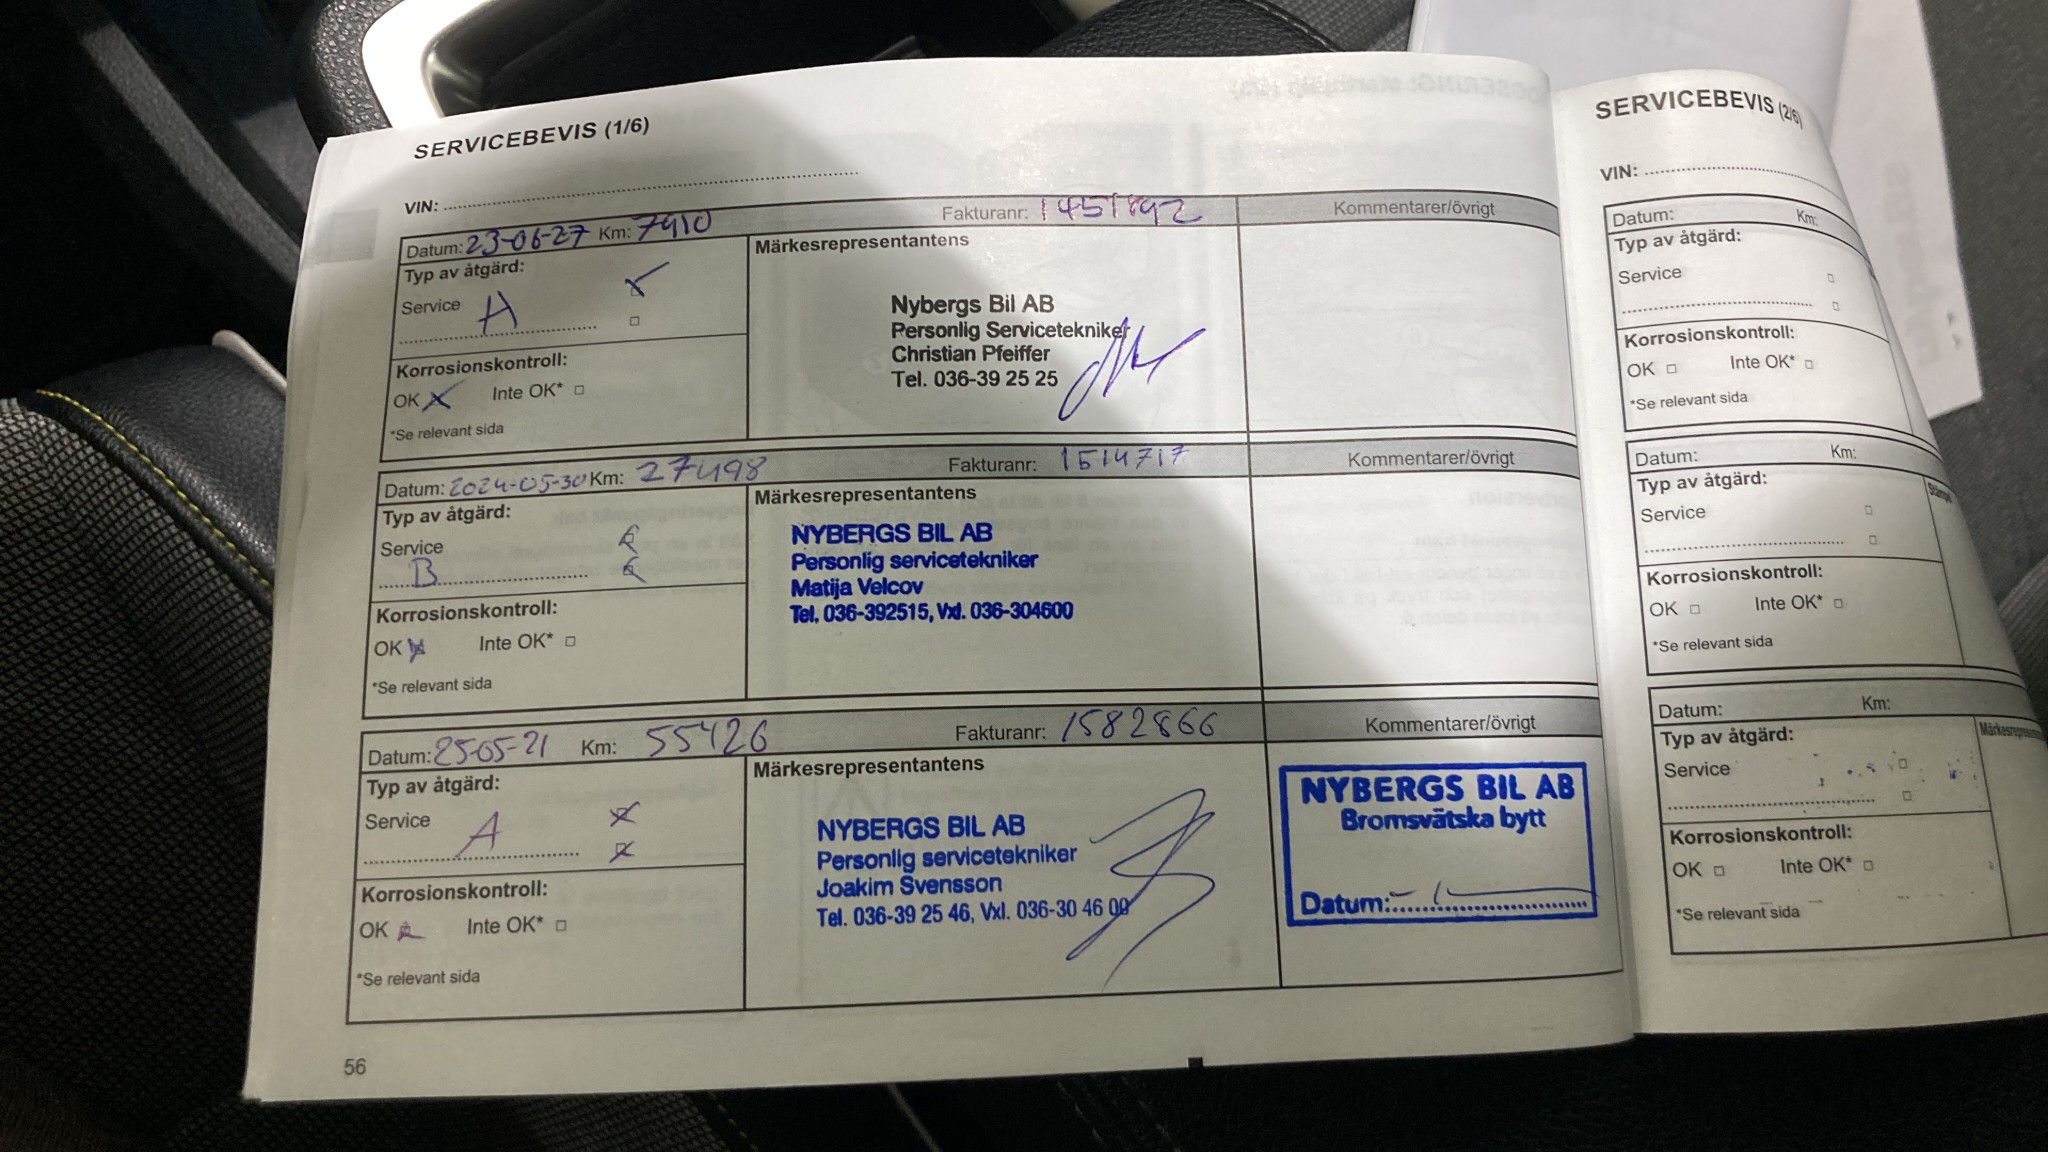 SERVICEBEVIS (1/6)
VIN:
Datum: 23-06-27 Km: 7410 Fakturanr: 1451892 Kommentarer/övrigt
Typ av åtgärd:
Service A
Märkesrepresentantens
Nybergs Bil AB
Personlig Servicetekniker
Christian Pfeiffer
Tel. 036-39 25 25
Korrosionskontroll:
OK Inte OK*
*Se relevant sida
Datum: 2024-05-30 Km: 27498 Fakturanr: 1514717 Kommentarer/övrigt
Typ av åtgärd:
Service
B
Märkesrepresentantens
NYBERGS BIL AB
Personlig servicetekniker
Matija Velcov
Tel. 036-392515, Vxl. 036-304600
Korrosionskontroll:
OK Inte OK*
*Se relevant sida
Datum: 25-05-21 Km: 55426 Fakturanr: 1582866 Kommentarer/övrigt
Typ av åtgärd:
Service A
Märkesrepresentantens
NYBERGS BIL AB
Personlig servicetekniker
Joakim Svensson
Tel. 036-39 25 46, Vxl. 036-30 46 00
NYBERGS BIL AB
Bromsvätska bytt
Datum:
Korrosionskontroll:
OK Inte OK*
*Se relevant sida
56
SERVICEBEVIS (2/6)
VIN:
Datum: Km:
Typ av åtgärd:
Service
Korrosionskontroll:
OK Inte OK*
*Se relevant sida
Datum: Km:
Typ av åtgärd:
Service
Korrosionskontroll:
OK Inte OK*
*Se relevant sida
Datum: Km:
Typ av åtgärd:
Service
Korrosionskontroll:
OK Inte OK*
*Se relevant sida